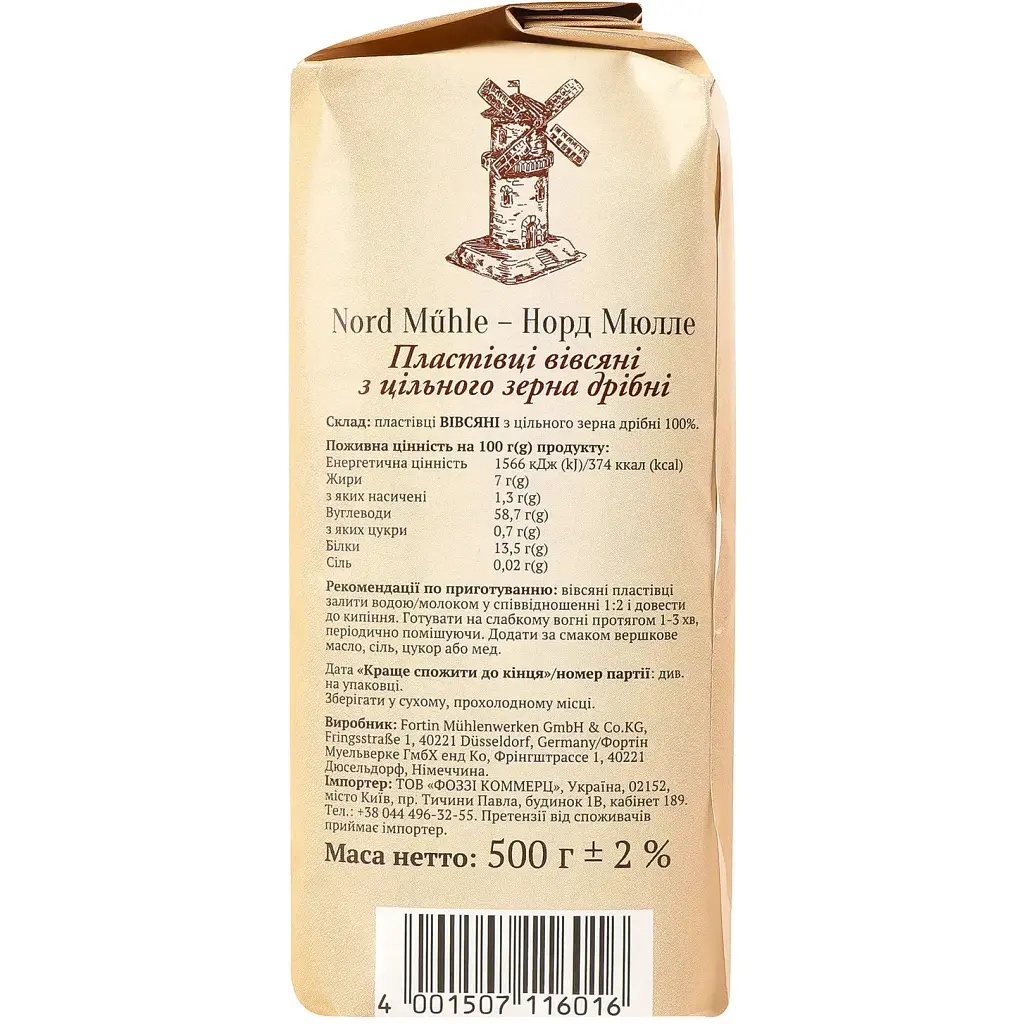 Nord Műhle – Норд Мюлле
Пластівці вівсяні
з цільного зерна дрібні
Склад: пластівці ВІВСЯНІ з цільного зерна дрібні 100%.
Поживна цінність на 100 г(g) продукту:
Енергетична цінність 1566 кДж (kJ)/374 ккал (kcal)
Жири 7 г(g)
з яких насичені 1,3 г(g)
Вуглеводи 58,7 г(g)
з яких цукри 0,7 г(g)
Білки 13,5 г(g)
Сіль 0,02 г(g)
Рекомендації по приготуванню: вівсяні пластівці
залити водою/молоком у співвідношенні 1:2 і довести
до кипіння. Готувати на слабкому вогні протягом 1-3 хв,
періодично помішуючи. Додати за смаком вершкове
масло, сіль, цукор або мед.
Дата «Краще спожити до кінця»/номер партії: див.
на упаковці.
Зберігати у сухому, прохолодному місці.
Виробник: Fortin Mühlenwerken GmbH & Co.KG,
Fringsstraße 1, 40221 Düsseldorf, Germany/Фортін
Муельверке ГмбХ енд Ко, Фрінгштрассе 1, 40221
Дюсельдорф, Німеччина.
Імпортер: ТОВ «ФОЗЗІ КОММЕРЦ», Україна, 02152,
місто Київ, пр. Тичини Павла, будинок 1В, кабінет 189.
Тел.: +38 044 496-32-55. Претензії від споживачів
приймає імпортер.
Маса нетто: 500 г ± 2 %
4 001507 116016